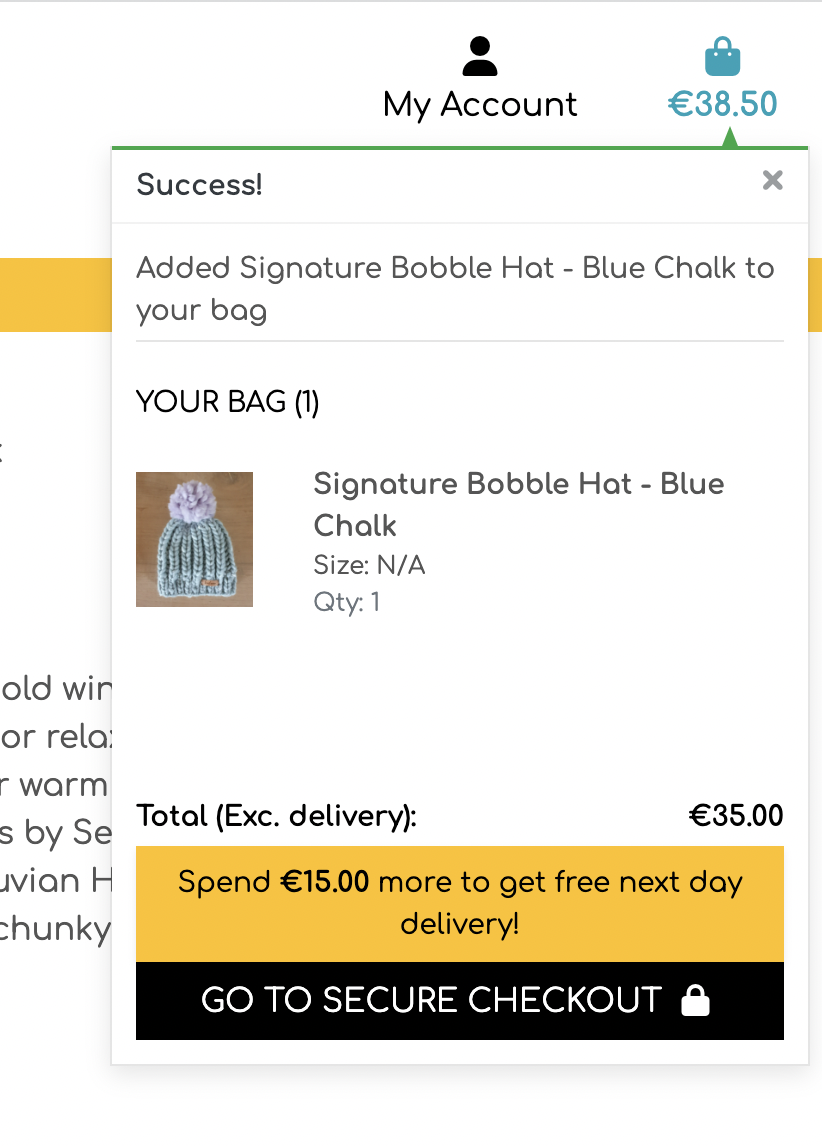 My Account
€38.50
Success!
Added Signature Bobble Hat - Blue Chalk to
your bag
YOUR BAG (1)
Signature Bobble Hat - Blue
Chalk
Size: N/A
Qty: 1
old win
or rela
r warm
s by Se
uvian H
chunky
Total (Exc. delivery):
€35.00
Spend €15.00 more to get free next day
delivery!
GO TO SECURE CHECKOUT